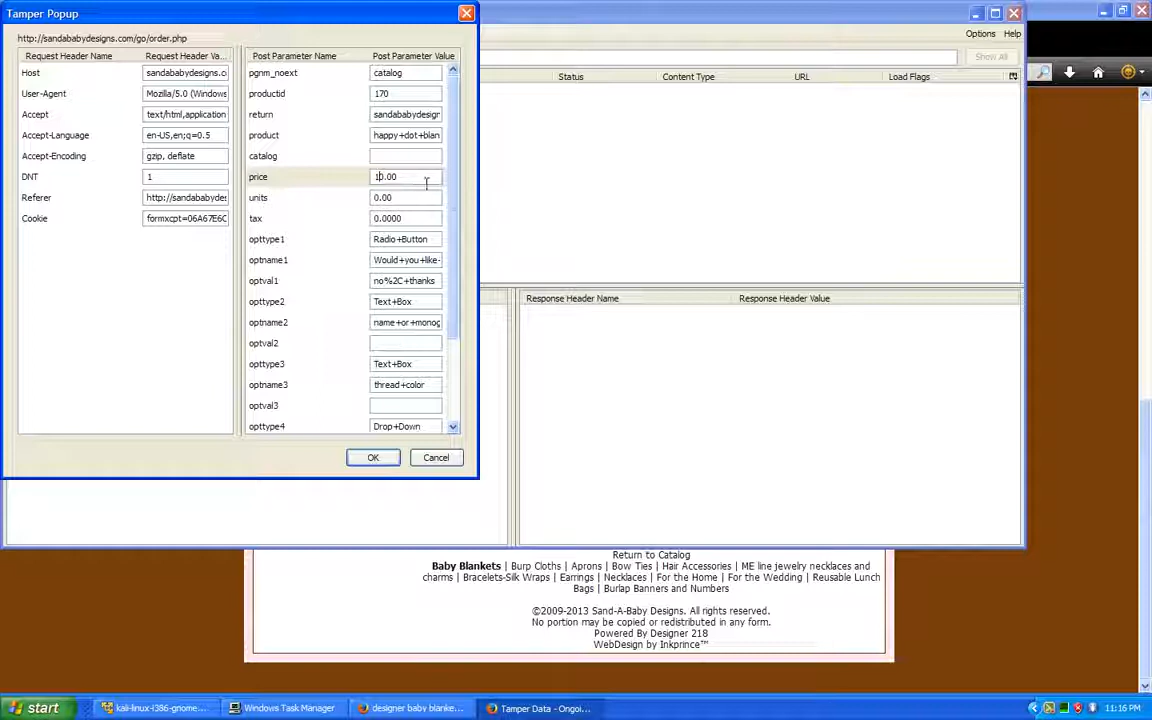 Tamper Popup
http://sandababydesigns.com/go/order.php
Request Header Name Request Header Va...
Post Parameter Name Post Parameter Value
Host sandababydesigns.c
User-Agent Mozilla/5.0 (Windows
Accept text/html,application
Accept-Language en-US,en;q=0.5
Accept-Encoding gzip, deflate
DNT 1
Referer http://sandababyde
Cookie formxcpt=06A67E6C
pgnm_noext catalog
productid 170
return sandababydesign
product happy+dot+blan
catalog
price 10.00
units 0.00
tax 0.0000
opttype1 Radio+Button
optname1 Would+you+like-
optval1 no%2C+thanks
opttype2 Text+Box
optname2 name+or+monog
optval2
opttype3 Text+Box
optname3 thread+color
optval3
opttype4 Drop+Down
OK Cancel
Options Help
Show All
Status Content Type URL Load Flags
Response Header Name Response Header Value
Return to Catalog
Baby Blankets | Burp Cloths | Aprons | Bow Ties | Hair Accessories | ME line jewelry necklaces and
charms | Bracelets-Silk Wraps | Earrings | Necklaces | For the Home | For the Wedding | Reusable Lunch
Bags | Burlap Banners and Numbers
©2009-2013 Sand-A-Baby Designs. All rights reserved.
No portion may be copied or redistributed in any form.
Powered By Designer 218
WebDesign by Inkprince™
start kali-linux-i386-gnome... Windows Task Manager designer baby blanke... Tamper Data - Ongoi... 11:16 PM